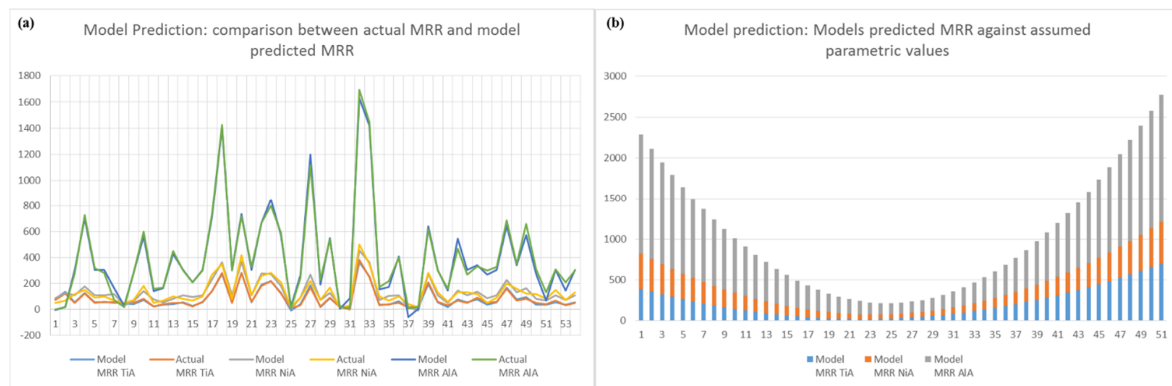 (a)
Model Prediction: comparison between actual MRR and model
predicted MRR
1800
1600
1400
1200
1000
800
600
400
200
0
-200
1 3 5 7 9 11 13 15 17 19 21 23 25 27 29 31 33 35 37 39 41 43 45 47 49 51 53
Model MRR TiA
Actual MRR TiA
Model MRR NiA
Actual MRR NiA
Model MRR AlA
Actual MRR AlA
(b)
Model prediction: Models predicted MRR against assumed
parametric values
3000
2500
2000
1500
1000
500
0
1 3 5 7 9 11 13 15 17 19 21 23 25 27 29 31 33 35 37 39 41 43 45 47 49 51
Model MRR TiA
Model MRR NiA
Model MRR AlA